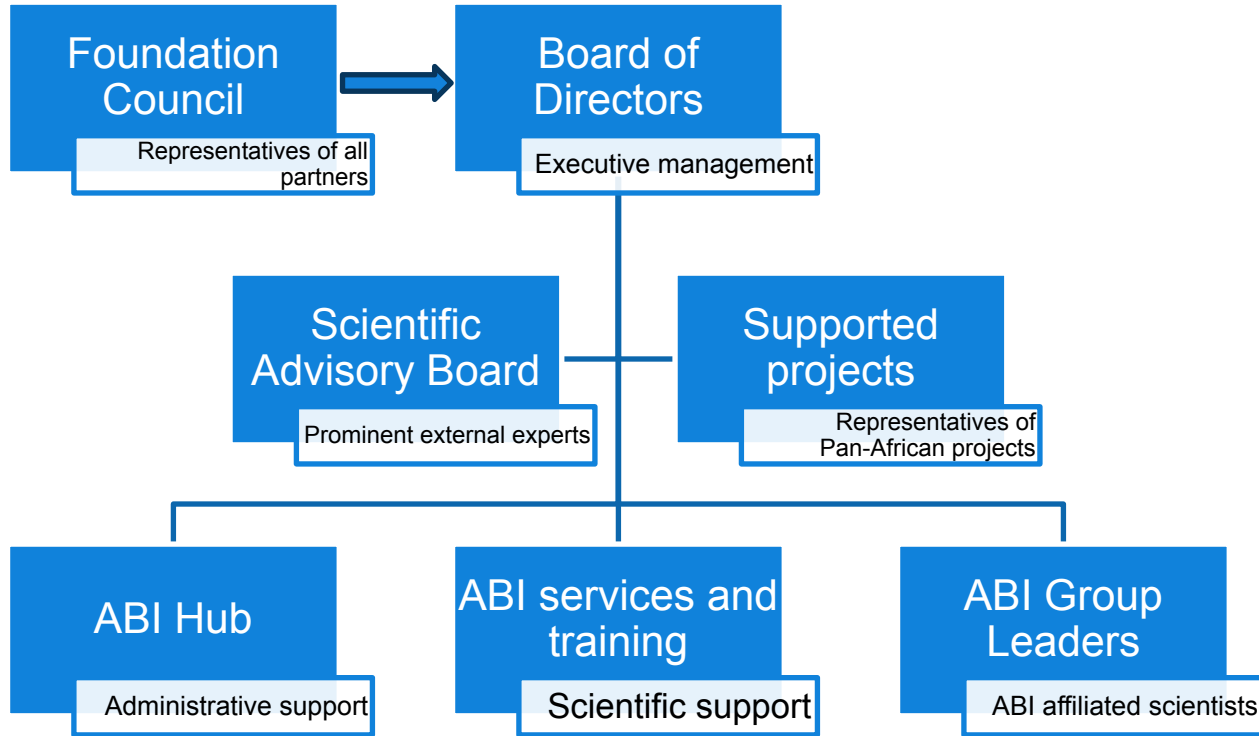 Foundation
Council
Representatives of all
partners
Board of
Directors
Executive management
Scientific
Advisory Board
Prominent external experts
Supported
projects
Representatives of
Pan-African projects
ABI Hub
Administrative support
ABI services and
training
Scientific support
ABI Group
Leaders
ABI affiliated scientists